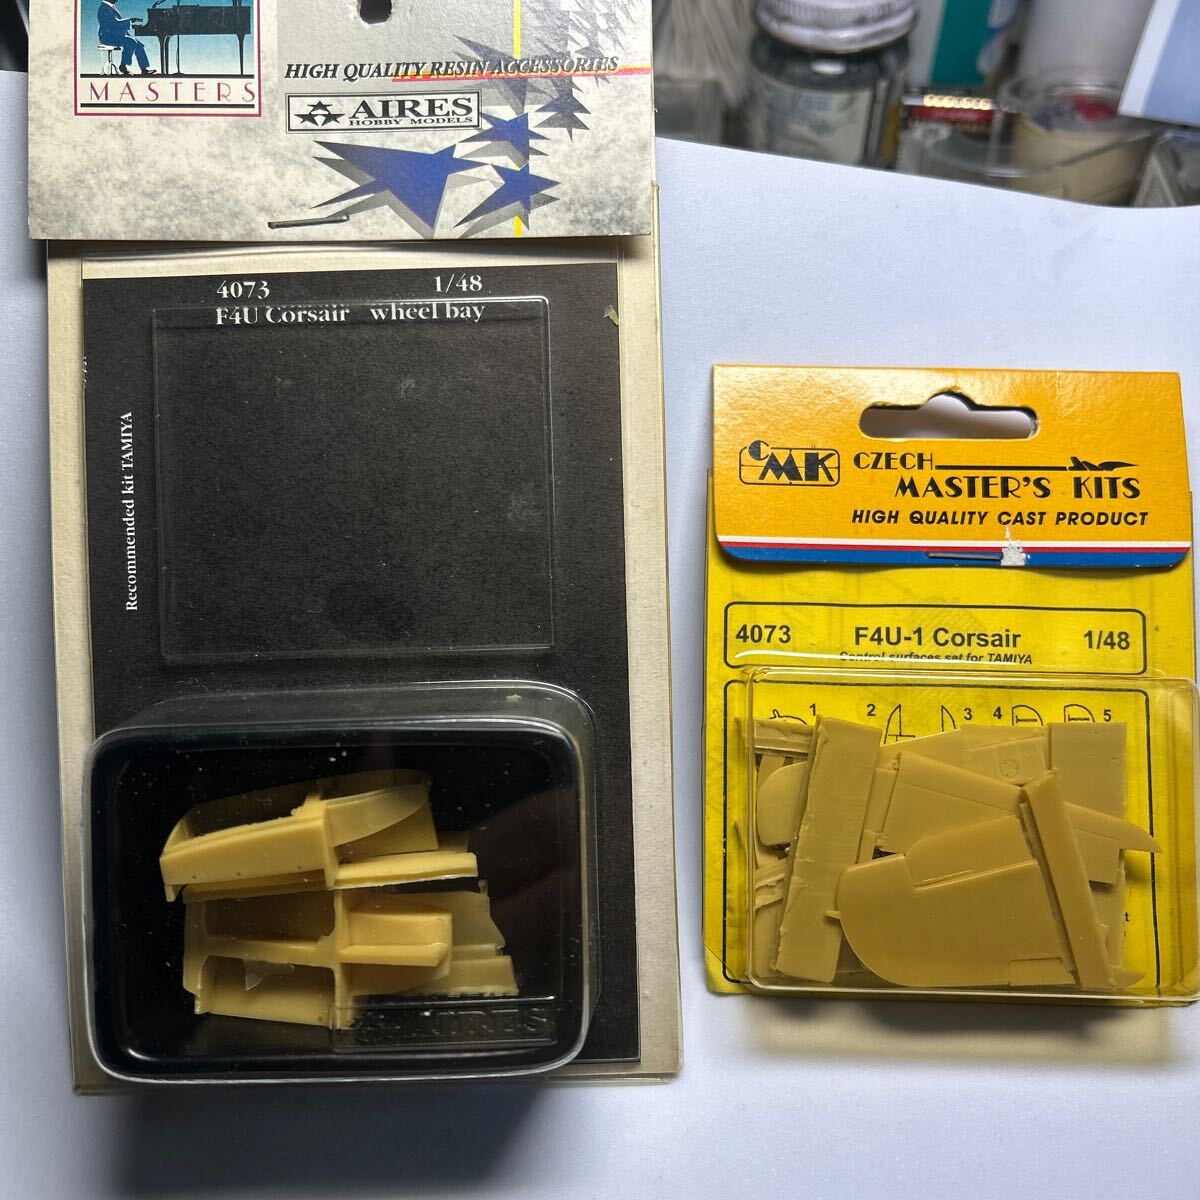 MASTERS
HIGH QUALITY RESIN ACCESSORIES
AIRES
HOBBY MODELS
4073 1/48
F4U Corsair wheel bay
Recommended kit TAMIYA
AIRES
CMK
CZECH
MASTER'S KITS
HIGH QUALITY CAST PRODUCT
4073 F4U-1 Corsair 1/48
Control surfaces set for TAMIYA
1 2 3 4 5